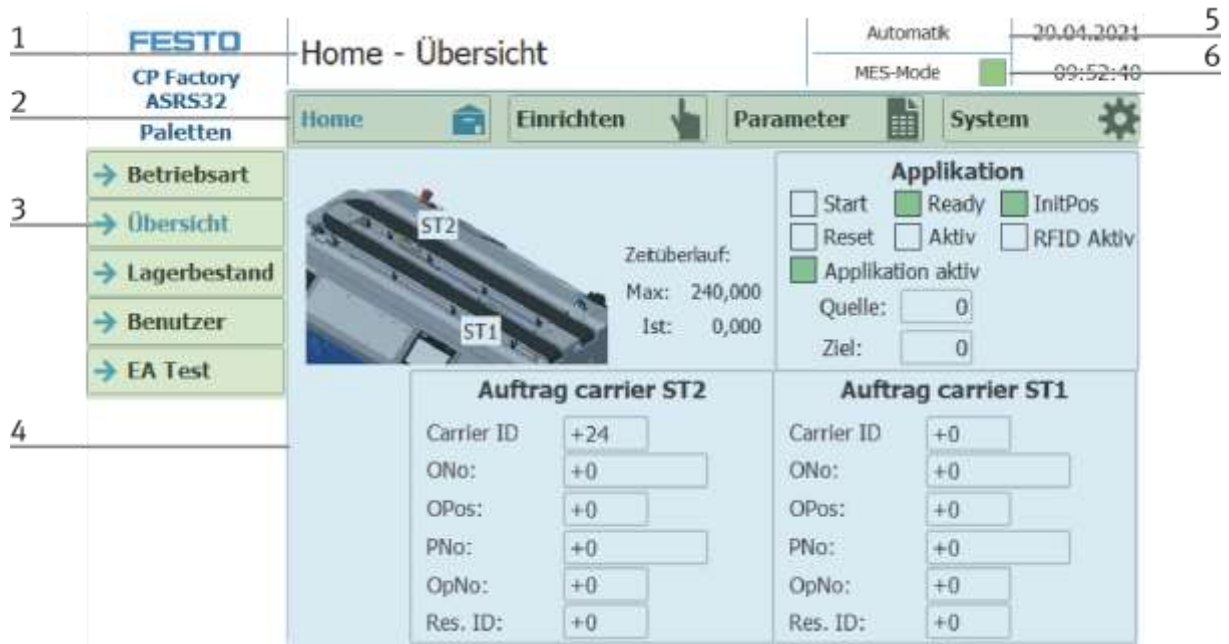 1
2
3
4
5
6
FESTO
CP Factory
ASRS32
Paletten
Home - Übersicht
Automatik
MES-Mode
20.04.2021
09:52:40
Home
Einrichten
Parameter
System
Betriebsart
Übersicht
Lagerbestand
Benutzer
EA Test
ST2
ST1
Zeitüberlauf:
Max: 240,000
Ist: 0,000
Applikation
Start Ready InitPos
Reset Aktiv RFID Aktiv
Applikation aktiv
Quelle: 0
Ziel: 0
Auftrag carrier ST2
Carrier ID +24
ONo: +0
OPos: +0
PNo: +0
OpNo: +0
Res. ID: +0
Auftrag carrier ST1
Carrier ID +0
ONo: +0
OPos: +0
PNo: +0
OpNo: +0
Res. ID: +0